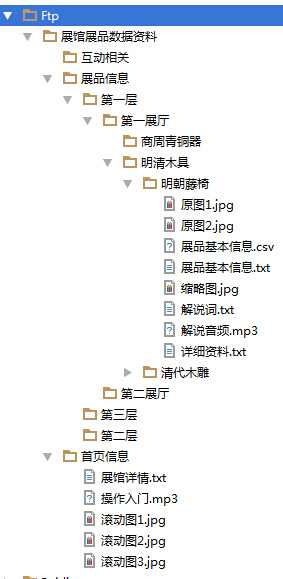 Ftp
展馆展品数据资料
互动相关
展品信息
第一层
第一展厅
商周青铜器
明清木具
明朝藤椅
原图1.jpg
原图2.jpg
展品基本信息.csv
展品基本信息.txt
缩略图.jpg
解说词.txt
解说音频.mp3
详细资料.txt
清代木雕
第二展厅
第三层
第二层
首页信息
展馆详情.txt
操作入门.mp3
滚动图1.jpg
滚动图2.jpg
滚动图3.jpg